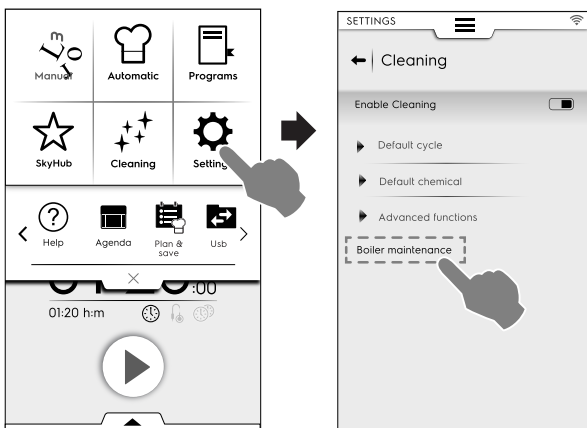 Manual
Automatic
Programs
SkyHub
Cleaning
Setting
Help
Agenda
Plan &
save
Usb
:00
01:20 h:m
SETTINGS
Cleaning
Enable Cleaning
Default cycle
Default chemical
Advanced functions
Boiler maintenance